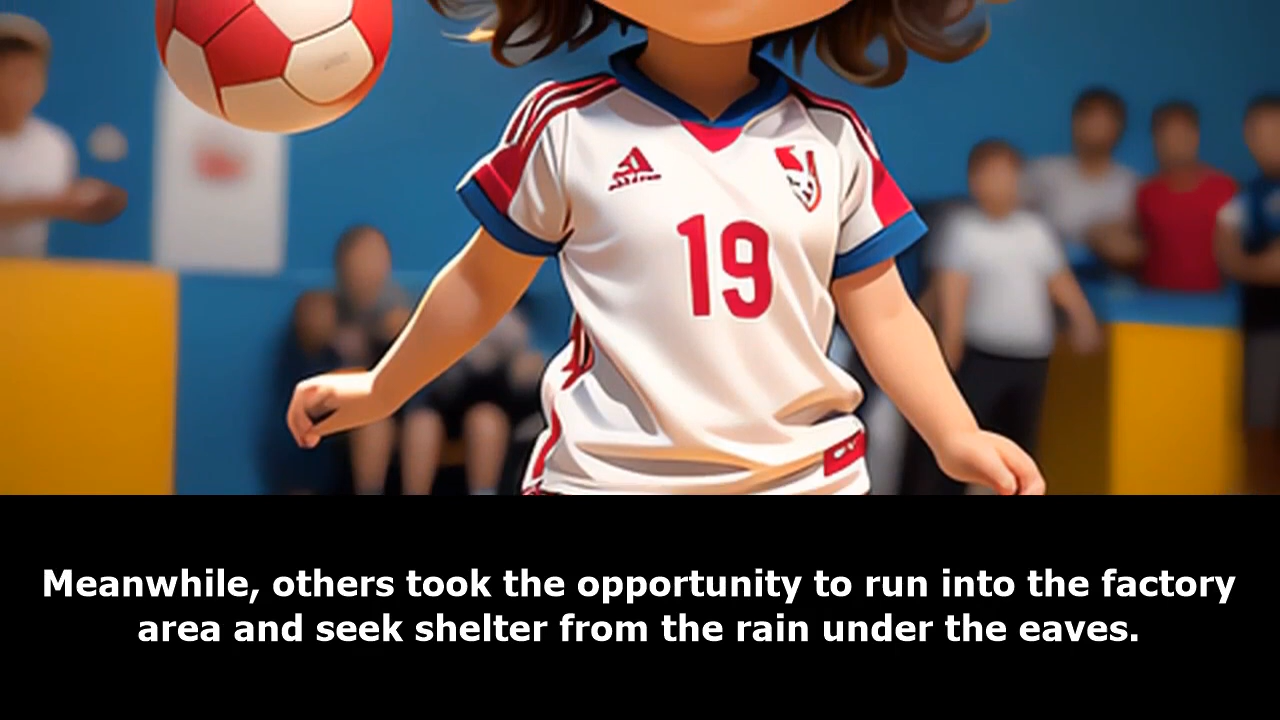 19
Meanwhile, others took the opportunity to run into the factory
area and seek shelter from the rain under the eaves.